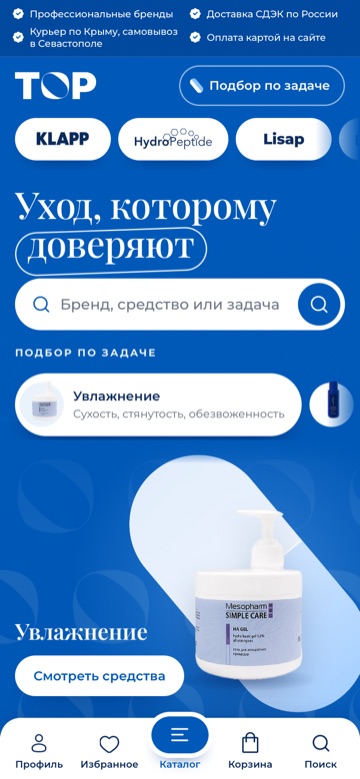 Профессиональные бренды
Доставка СДЭК по России
Курьер по Крыму, самовывоз
в Севастополе
Оплата картой на сайте
TOP
Подбор по задаче
KLAPP
HydroPeptide
Lisap
Уход, которому
доверяют
Бренд, средство или задача
ПОДБОР ПО ЗАДАЧЕ
Увлажнение
Сухость, стянутость, обезвоженность
Mesopharm
SIMPLE CARE
HA GEL
Увлажнение
Смотреть средства
Профиль
Избранное
Каталог
Корзина
Поиск